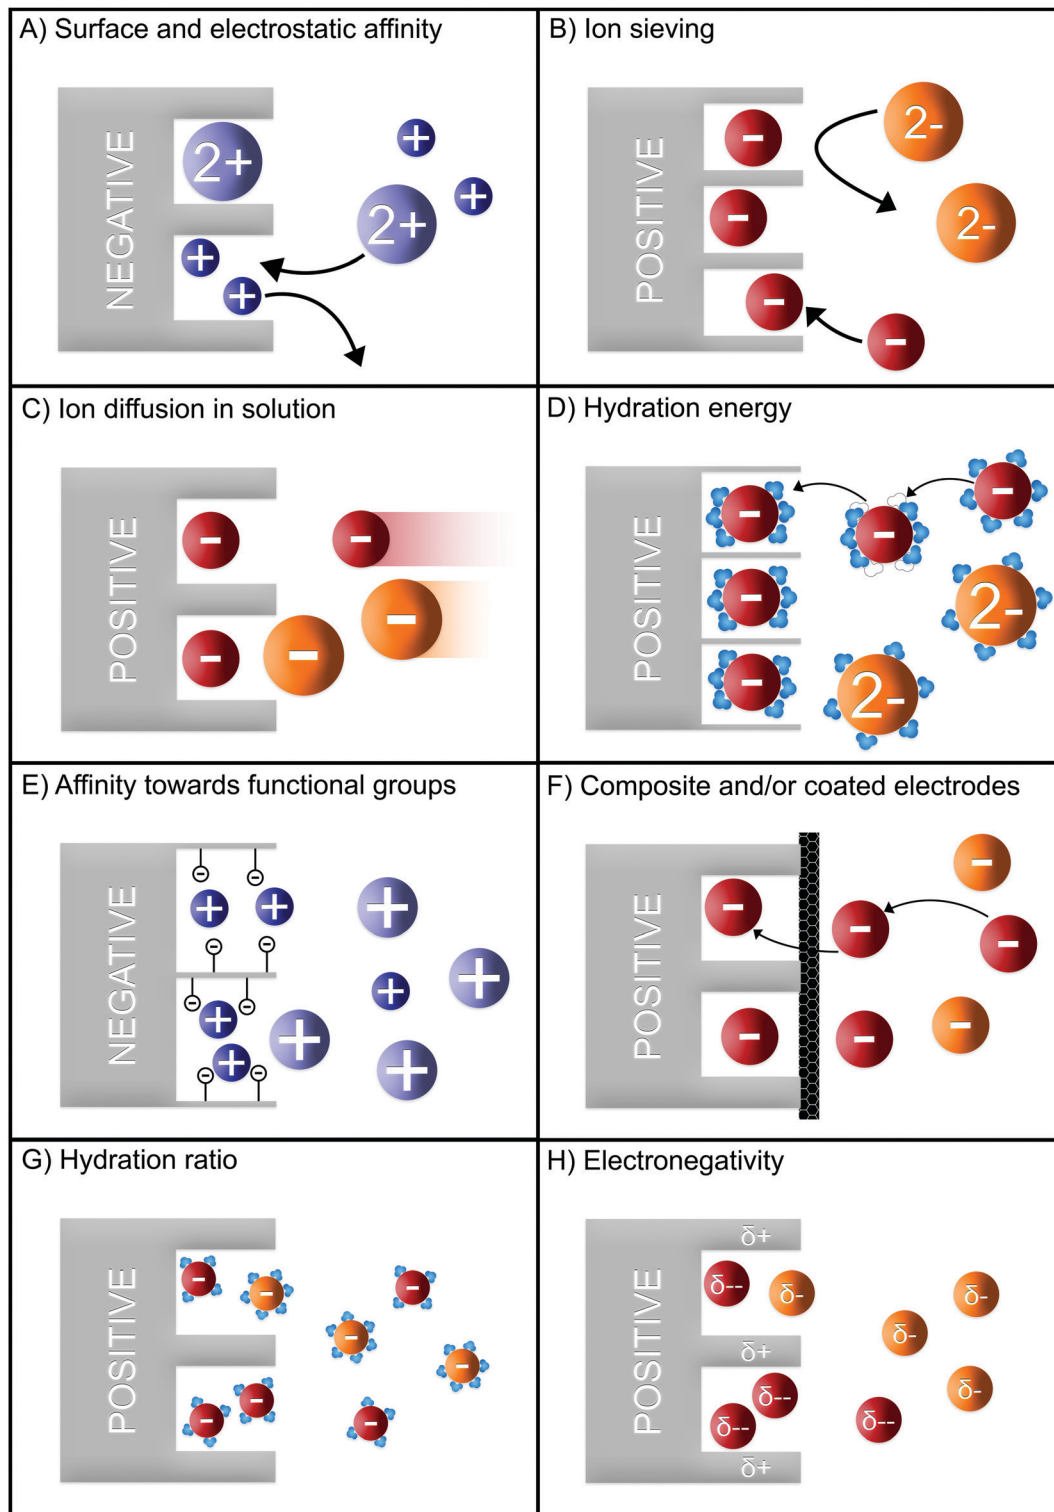 A) Surface and electrostatic affinity
NEGATIVE
2+
+
2+
+
+
+
B) Ion sieving
POSITIVE
-
2-
-
2-
-
-
C) Ion diffusion in solution
POSITIVE
-
-
-
-
-
D) Hydration energy
POSITIVE
-
-
-
-
2-
-
2-
E) Affinity towards functional groups
NEGATIVE
-
-
+
+
+
-
-
+
+
-
-
+
+
+
+
-
-
F) Composite and/or coated electrodes
POSITIVE
-
-
-
-
-
-
-
G) Hydration ratio
POSITIVE
-
-
-
-
-
-
-
-
H) Electronegativity
POSITIVE
δ+
δ--
δ-
δ-
δ-
δ+
δ--
δ-
δ--
δ--
δ+